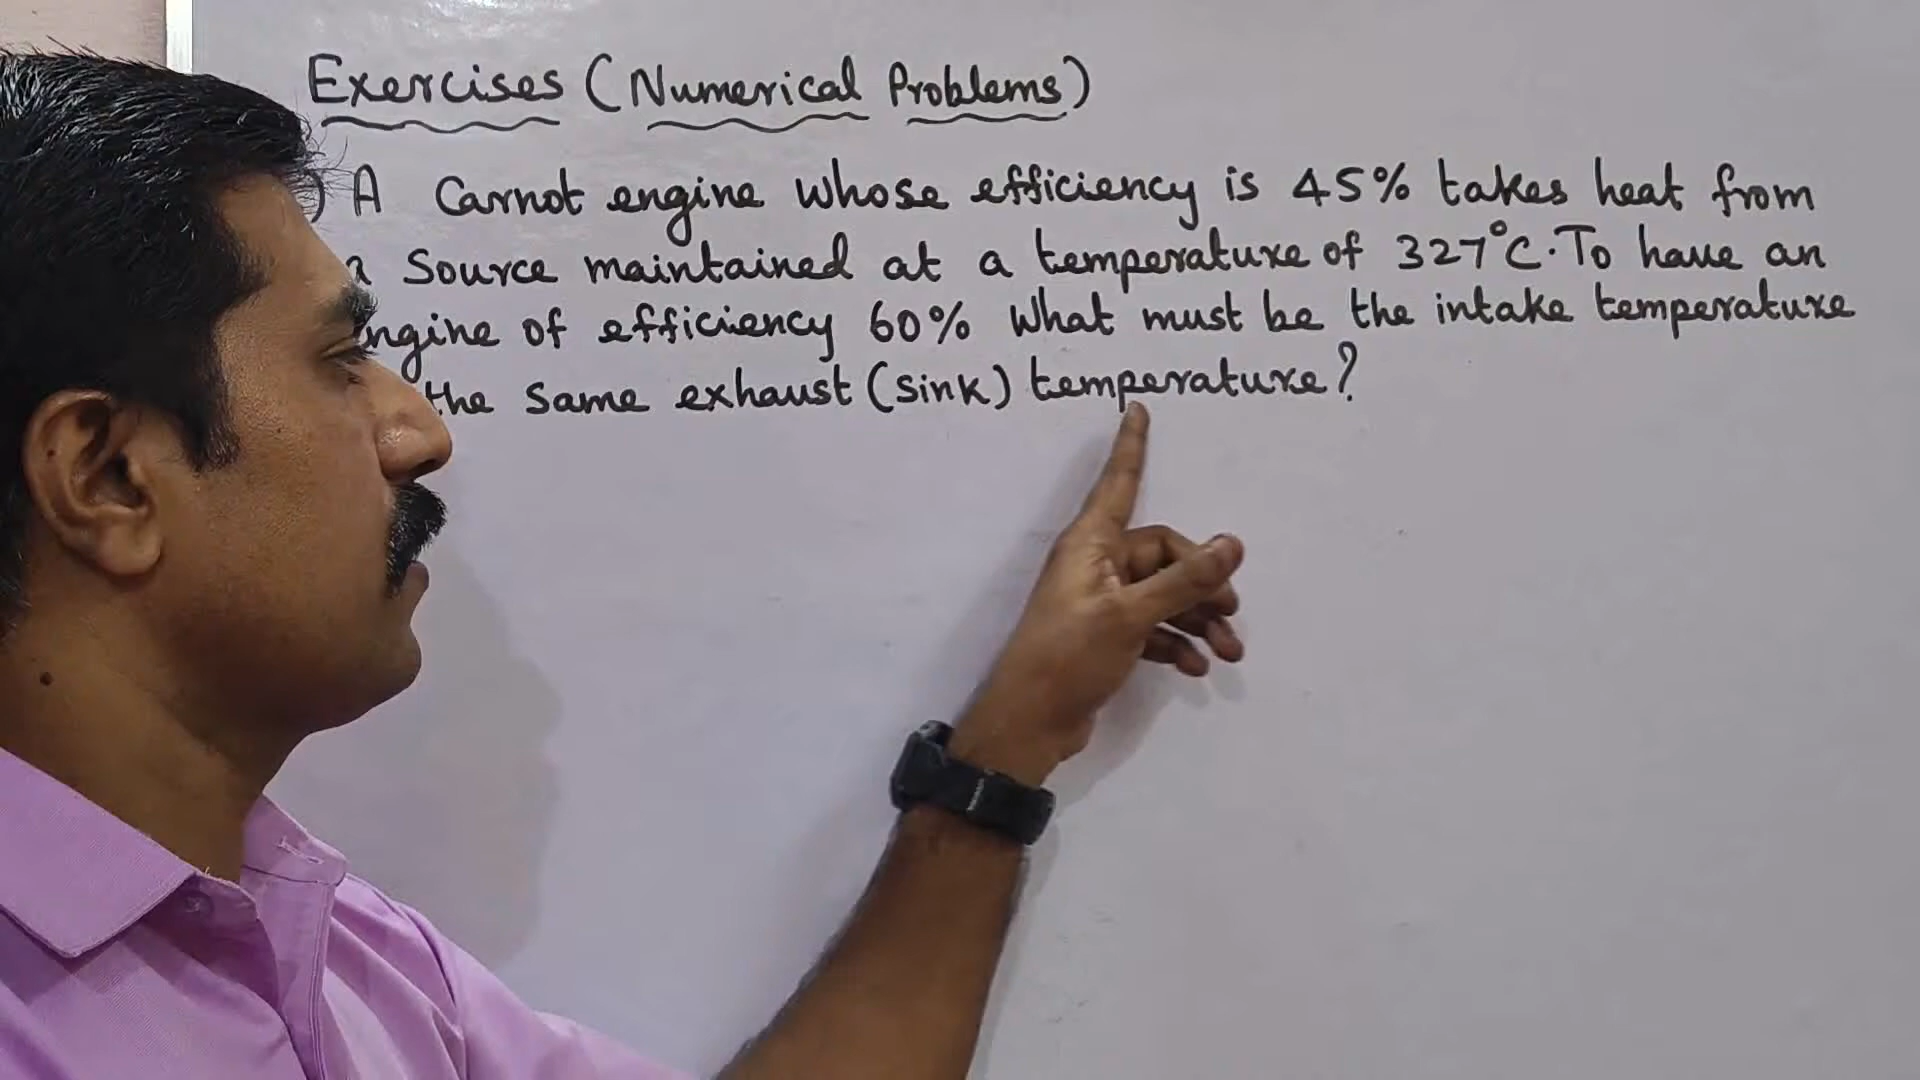 Exercises (Numerical Problems)
) A Carnot engine whose efficiency is 45% takes heat from
a source maintained at a temperature of 327°C. To have an
engine of efficiency 60% What must be the intake temperature
the same exhaust (sink) temperature?